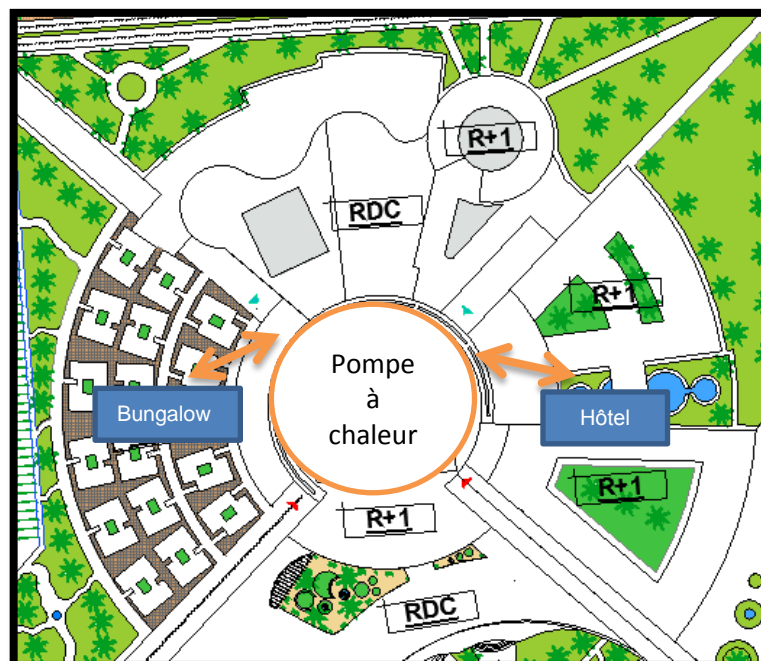 R+1
RDC
R+1
Pompe
à
chaleur
Bungalow
Hôtel
R+1
R+1
RDC